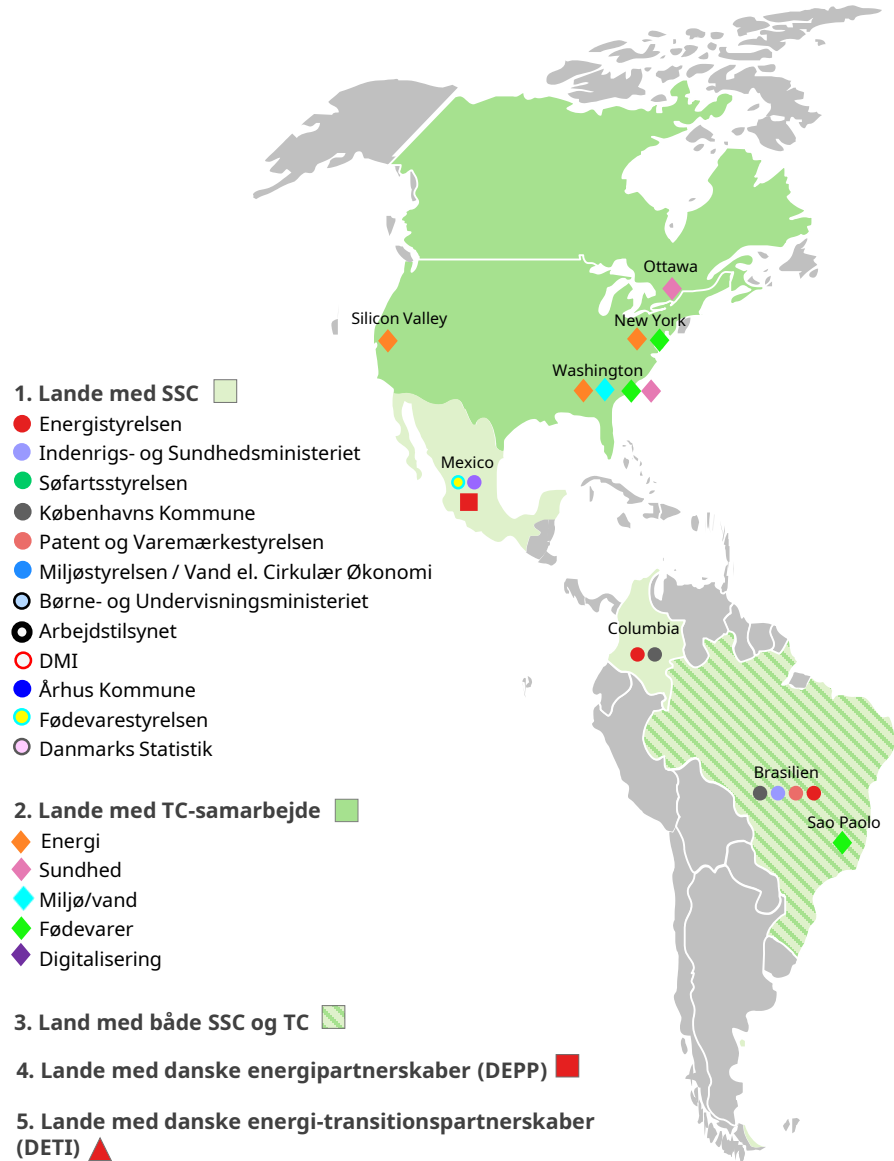 Ottawa
Silicon Valley
New York
Washington
1. Lande med SSC
Energistyrelsen
Indenrigs- og Sundhedsministeriet
Mexico
Søfartsstyrelsen
Københavns Kommune
Patent og Varemærkestyrelsen
Miljøstyrelsen / Vand el. Cirkulær Økonomi
Børne- og Undervisningsministeriet
Arbejdstilsynet
Columbia
DMI
Århus Kommune
Fødevarestyrelsen
Danmarks Statistik
Brasilien
2. Lande med TC-samarbejde
Sao Paolo
Energi
Sundhed
Miljø/vand
Fødevarer
Digitalisering
3. Land med både SSC og TC
4. Lande med danske energipartnerskaber (DEPP)
5. Lande med danske energi-transitionspartnerskaber
(DETI)